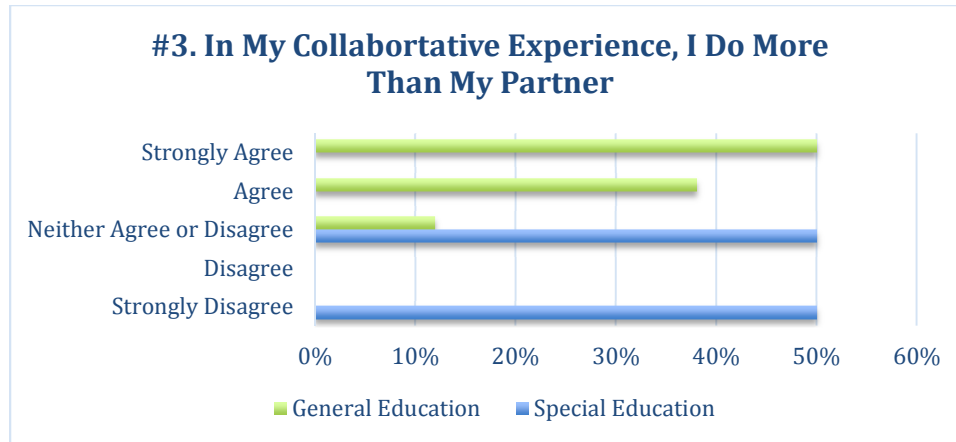 #3. In My Collabortative Experience, I Do More
Than My Partner
Strongly Agree
Agree
Neither Agree or Disagree
Disagree
Strongly Disagree
0% 10% 20% 30% 40% 50% 60%
General Education Special Education